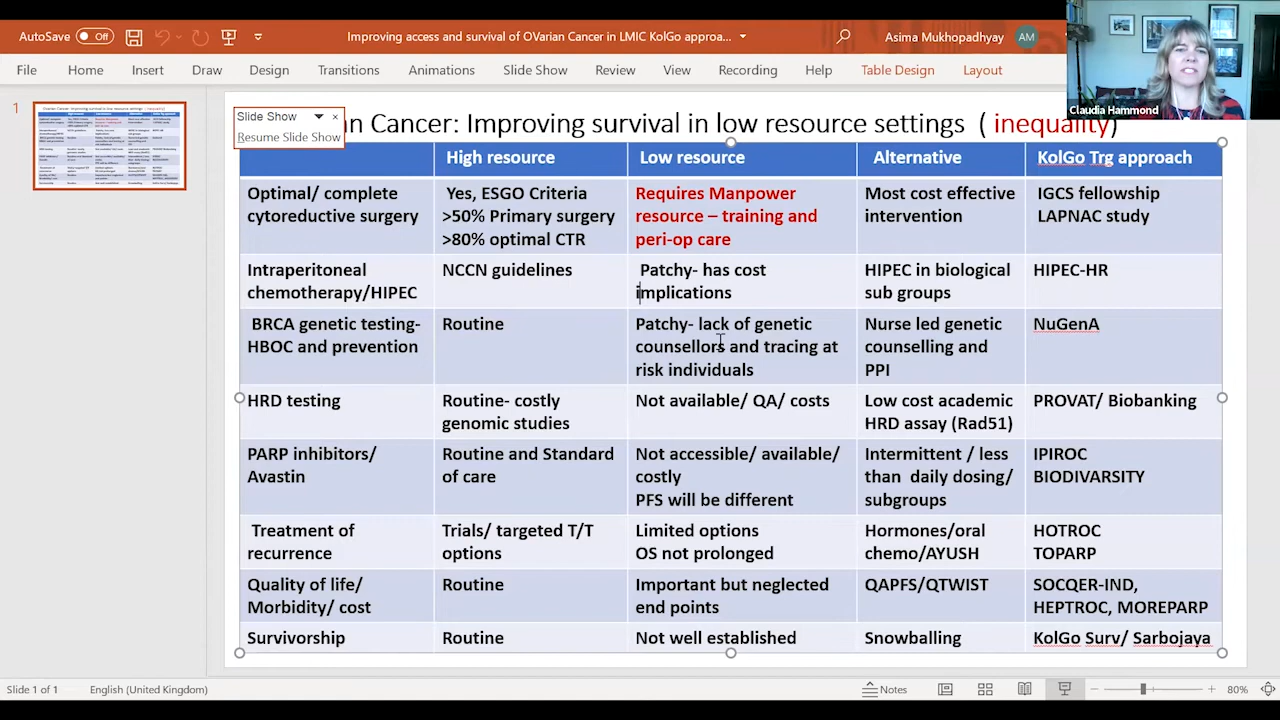 AutoSave Off
Improving access and survival of OVarian Cancer in LMIC KolGo approa...
Asima Mukhopadhyay AM
File Home Insert Draw Design Transitions Animations Slide Show Review View Recording Help Table Design Layout
Claudia Hammond
1
Slide Show
Resume Slide Show
n Cancer: Improving survival in low resource settings ( inequality)
High
Low resour
Alternative
KolGo Trg approach
Optimal/ complete
cytoreductive surgery
Yes, ESGO Criteria
>50% Primary surgery
>80% optimal CTR
Requires Manpower
resource – training and
peri-op care
Most cost effective
intervention
IGCS fellowship
LAPNAC study
Intraperitoneal
chemotherapy/HIPEC
NCCN guidelines
Patchy- has cost
implications
HIPEC in biological
sub groups
HIPEC-HR
BRCA genetic testing-
HBOC and prevention
Routine
Patchy- lack of genetic
counsellors and tracing at
risk individuals
Nurse led genetic
counselling and
PPI
NuGenA
HRD testing
Routine- costly
genomic studies
Not available/ QA/ costs
Low cost academic
HRD assay (Rad51)
PROVAT/ Biobanking
PARP inhibitors/
Avastin
Routine and Standard
of care
Not accessible/ available/
costly
PFS will be different
Intermittent / less
than daily dosing/
subgroups
IPIROC
BIODIVARSITY
Treatment of
recurrence
Trials/ targeted T/T
options
Limited options
OS not prolonged
Hormones/oral
chemo/AYUSH
HOTROC
TOPARP
Quality of life/
Morbidity/ cost
Routine
Important but neglected
end points
QAPFS/QTWIST
SOCQER-IND,
HEPTROC, MOREPARP
Survivorship
Routine
Not well established
Snowballing
KolGo Surv/ Sarbojaya
Slide 1 of 1 English (United Kingdom) Notes 80%